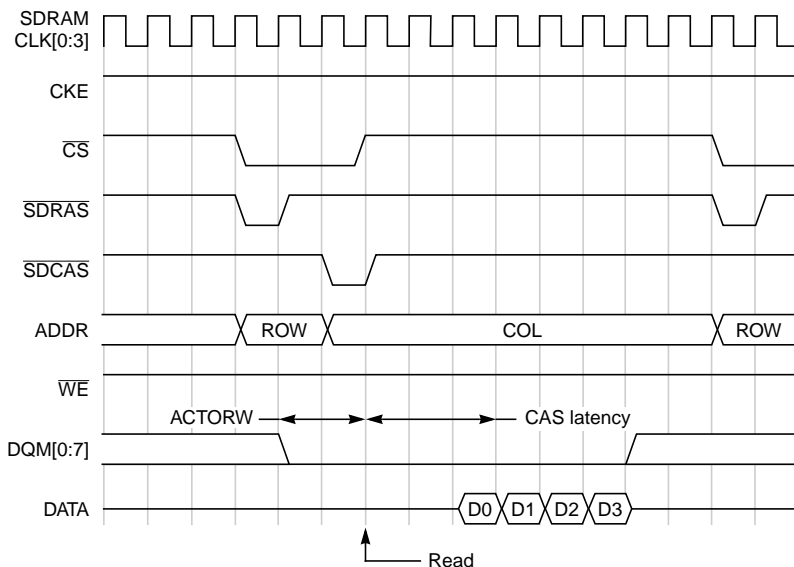 SDRAM
CLK[0:3]
CKE
CS
SDRAS
SDCAS
ADDR
ROW
COL
ROW
WE
ACTORW
CAS latency
DQM[0:7]
DATA
D0
D1
D2
D3
Read